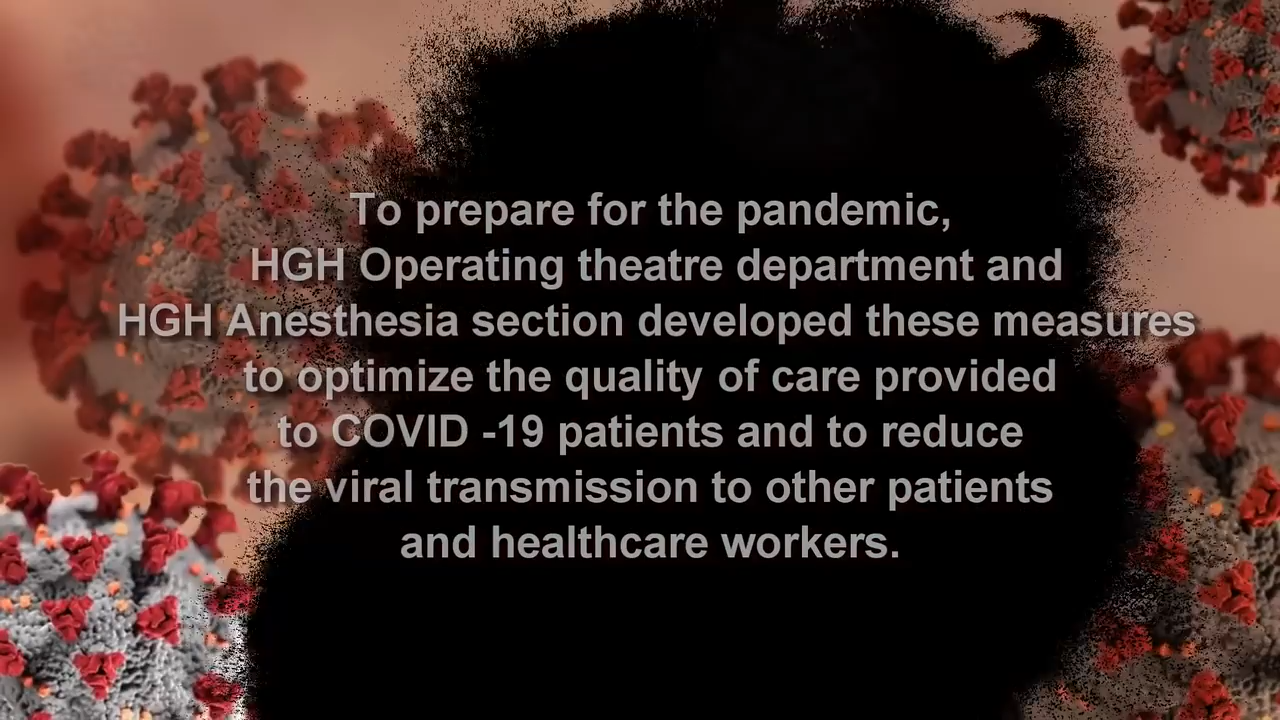 To prepare for the pandemic,
HGH Operating theatre department and
HGH Anesthesia section developed these measures
to optimize the quality of care provided
to COVID -19 patients and to reduce
the viral transmission to other patients
and healthcare workers.